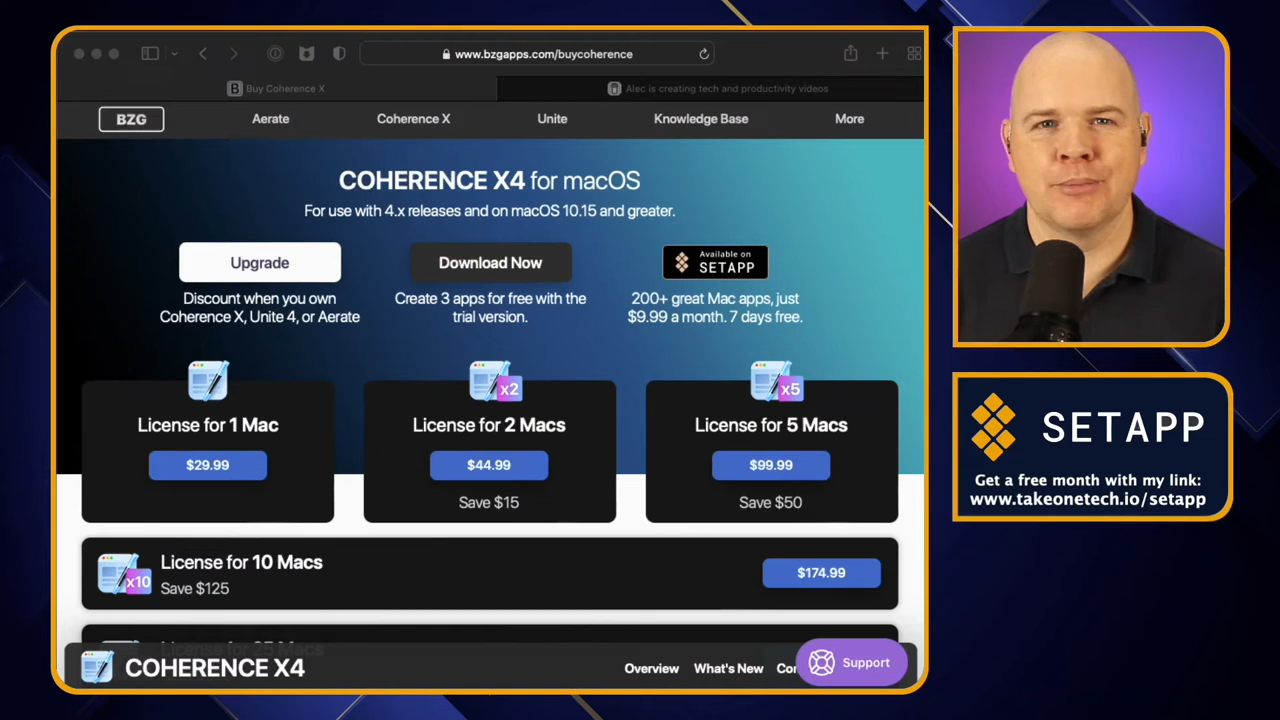 www.bzgapps.com/buycoherence
Buy Coherence X
Alec is creating tech and productivity videos
BZG
Aerate
Coherence X
Unite
Knowledge Base
More
COHERENCE X4 for macOS
For use with 4.x releases and on macOS 10.15 and greater.
Upgrade
Discount when you own
Coherence X, Unite 4, or Aerate
Download Now
Create 3 apps for free with the
trial version.
Available on
SETAPP
200+ great Mac apps, just
$9.99 a month. 7 days free.
License for 1 Mac
$29.99
x2
License for 2 Macs
$44.99
Save $15
x5
License for 5 Macs
$99.99
Save $50
x10
License for 10 Macs
Save $125
$174.99
License for 25 Macs
COHERENCE X4
Overview
What's New
Com
Support
SETAPP
Get a free month with my link:
www.takeonetech.io/setapp